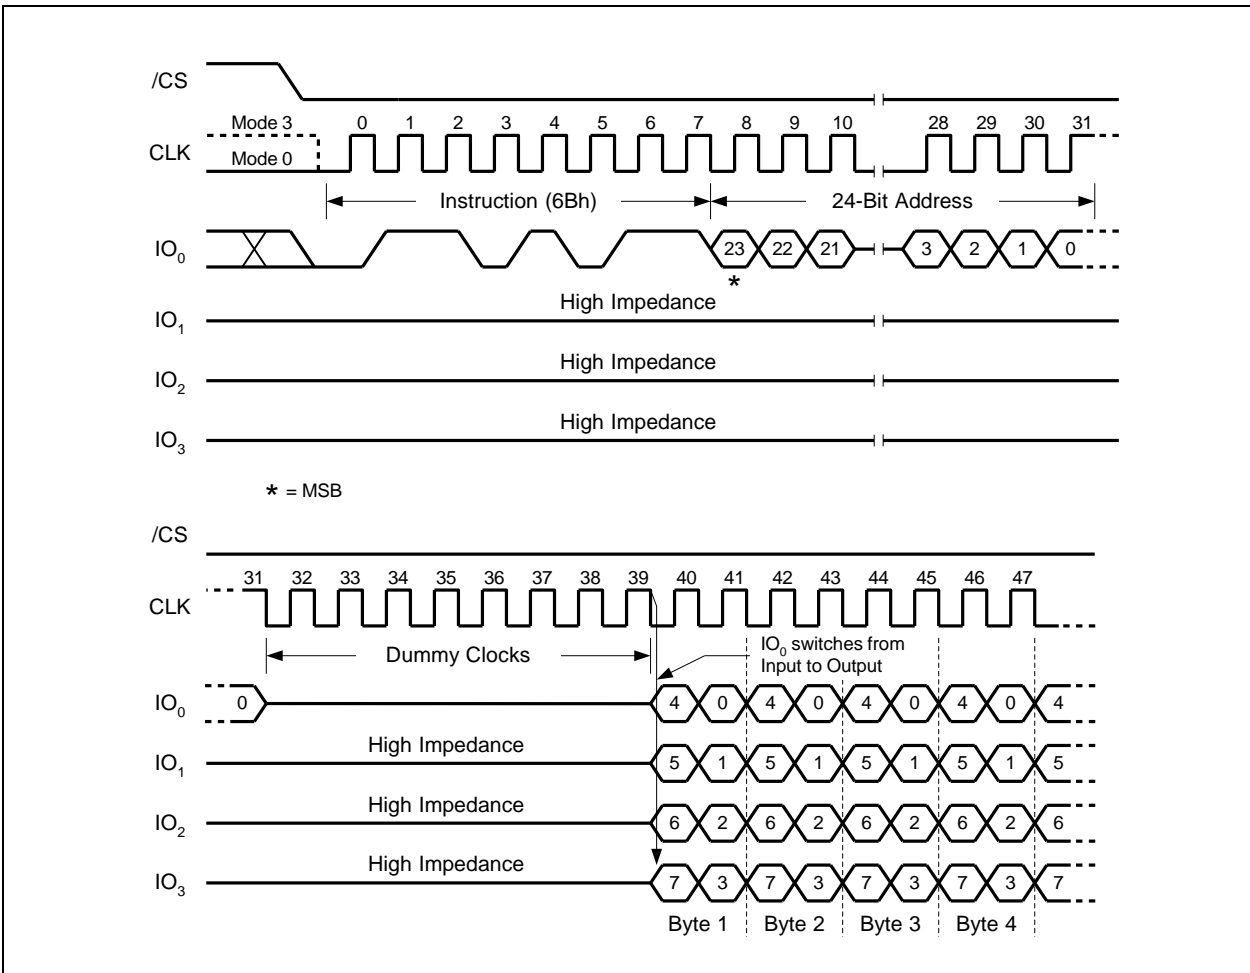 /CS
Mode 3 0 1 2 3 4 5 6 7 8 9 10 28 29 30 31
CLK
Mode 0
Instruction (6Bh) 24-Bit Address
IO0 23 22 21 3 2 1 0
*
High Impedance
IO1
High Impedance
IO2
High Impedance
IO3
* = MSB
/CS
31 32 33 34 35 36 37 38 39 40 41 42 43 44 45 46 47
CLK
Dummy Clocks
IO0 switches from
Input to Output
IO0 0 4 0 4 0 4 0 4 0 4
High Impedance
IO1 5 1 5 1 5 1 5 1 5
High Impedance
IO2 6 2 6 2 6 2 6 2 6
High Impedance
IO3 7 3 7 3 7 3 7 3 7
Byte 1 Byte 2 Byte 3 Byte 4